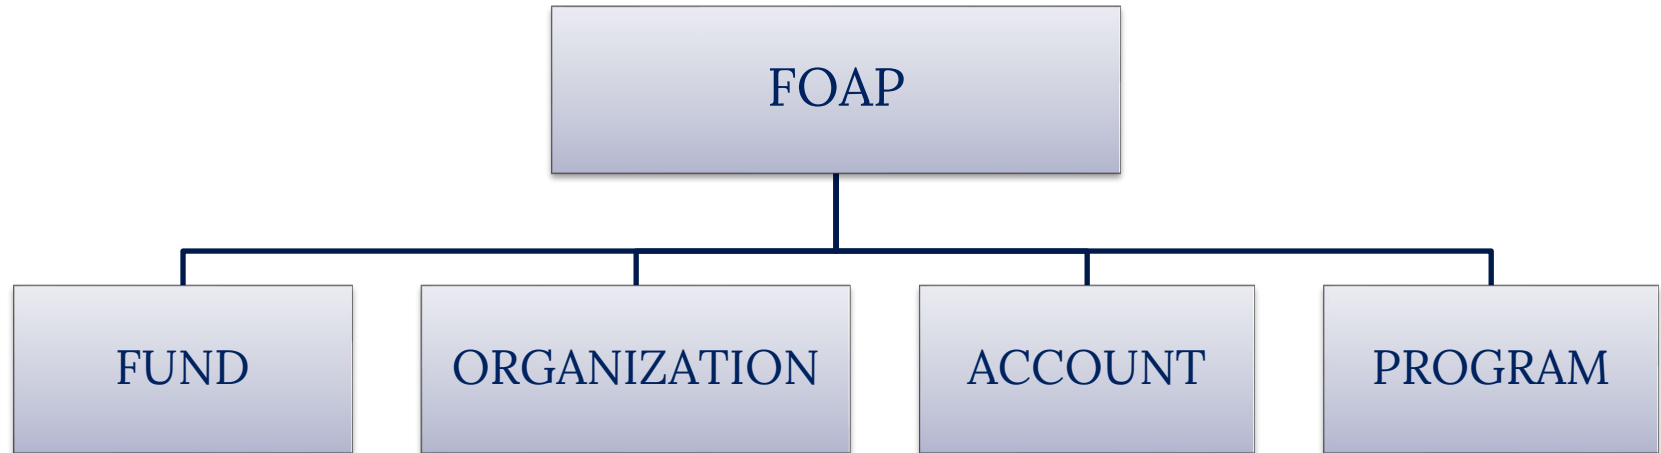 FOAP
FUND
ORGANIZATION
ACCOUNT
PROGRAM